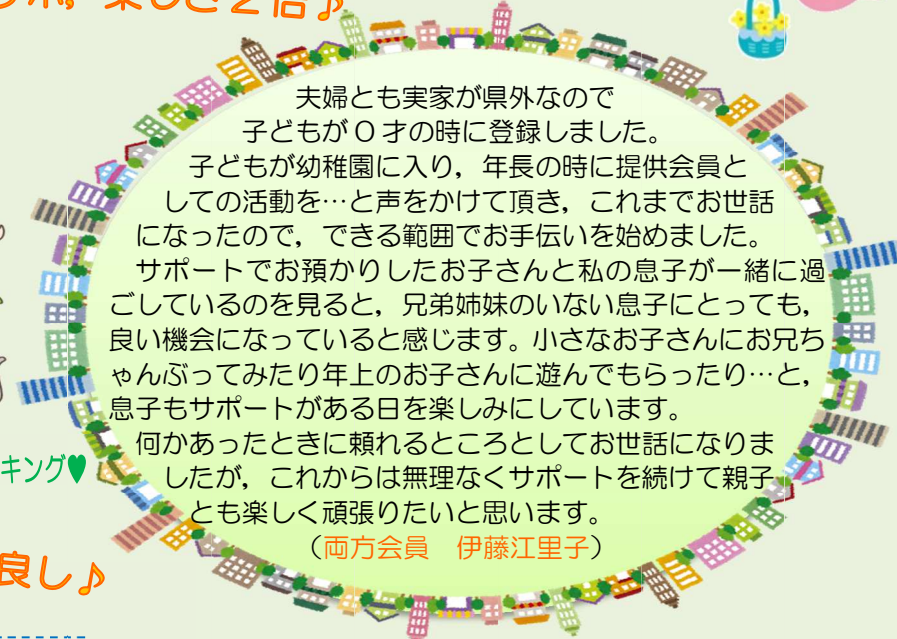 楽しさ2倍♪
夫婦とも実家が県外なので
子どもが0才の時に登録しました。
子どもが幼稚園に入り，年長の時に提供会員と
しての活動を…と声をかけて頂き，これまでお世話
になったので，できる範囲でお手伝いを始めました。
サポートでお預かりしたお子さんと私の息子が一緒に過
ごしているのを見ると，兄弟姉妹のいない息子にとっても，
良い機会になっていると感じます。小さなお子さんにお兄ち
ゃんぶってみたり年上のお子さんに遊んでもらったり…と，
息子もサポートがある日を楽しみにしています。
何かあったときに頼れるところとしてお世話になりま
したが，これからは無理なくサポートを続けて親子
とも楽しく頑張りたいと思います。
（両方会員　伊藤江里子）
キング♥
良し♪